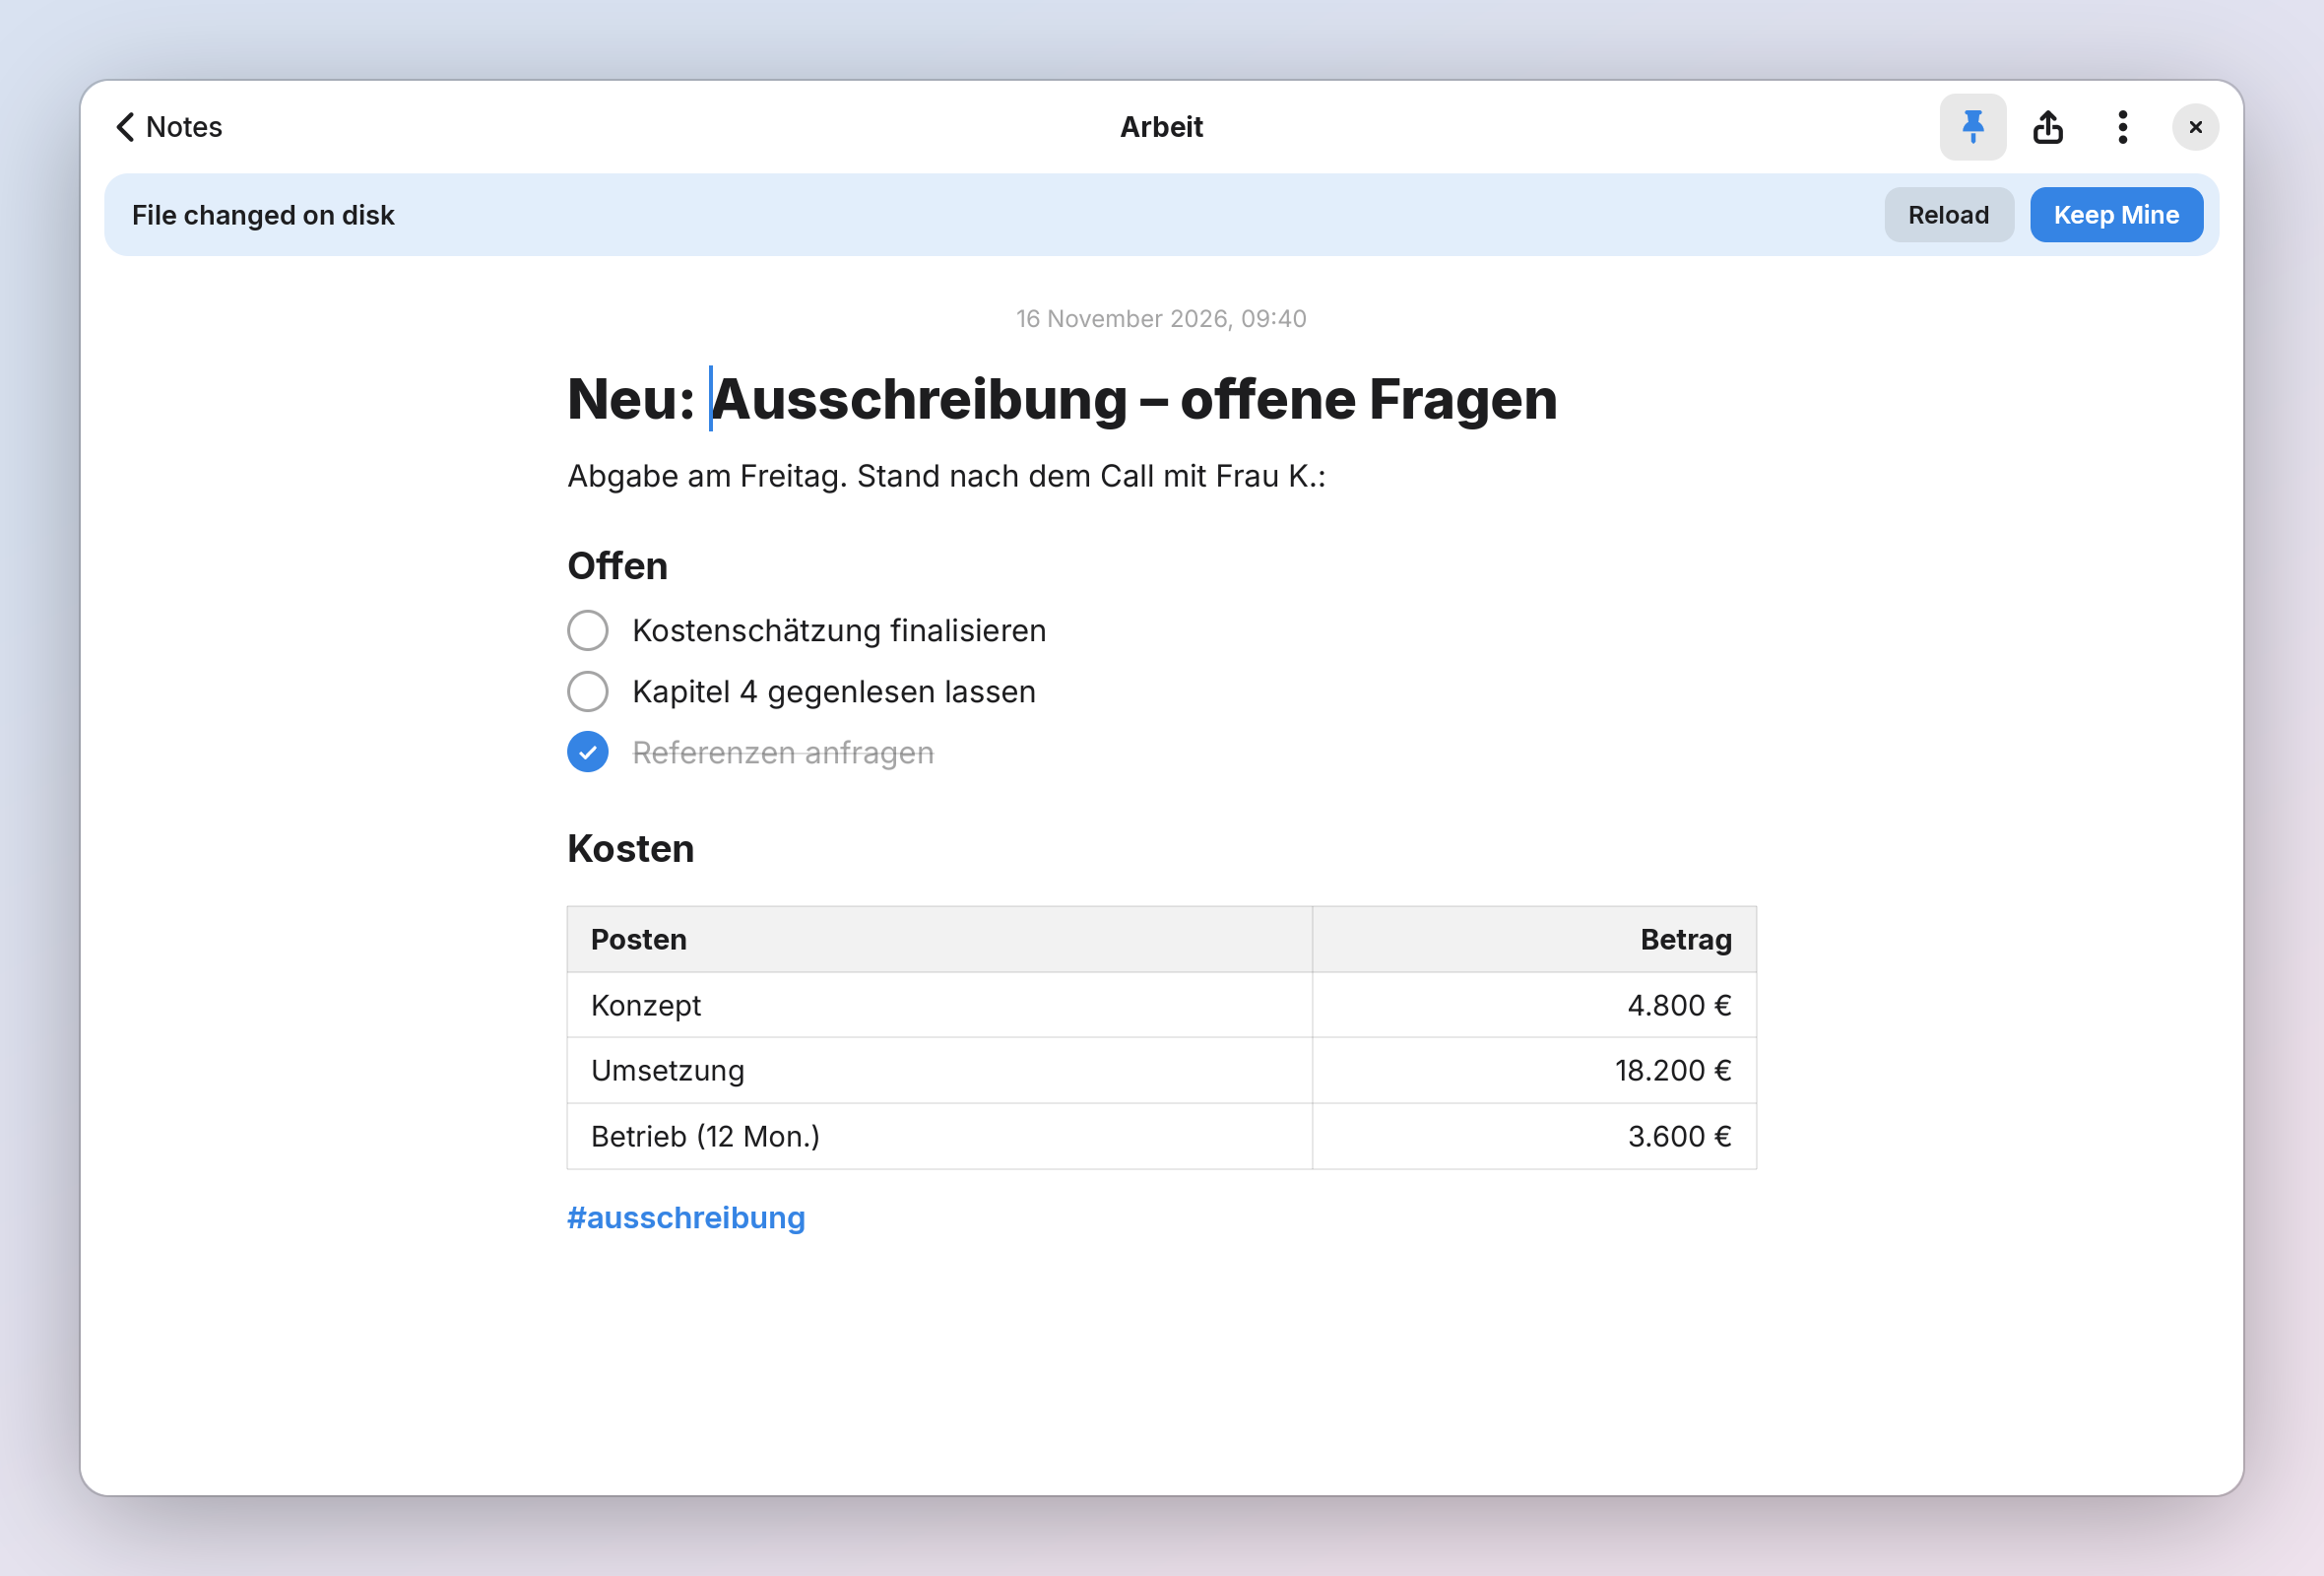 Notes
Arbeit
File changed on disk
Reload
Keep Mine
16 November 2026, 09:40
Neu: Ausschreibung – offene Fragen
Abgabe am Freitag. Stand nach dem Call mit Frau K.:
Offen
Kostenschätzung finalisieren
Kapitel 4 gegenlesen lassen
Referenzen anfragen
Kosten
Posten Betrag
Konzept 4.800 €
Umsetzung 18.200 €
Betrieb (12 Mon.) 3.600 €
#ausschreibung